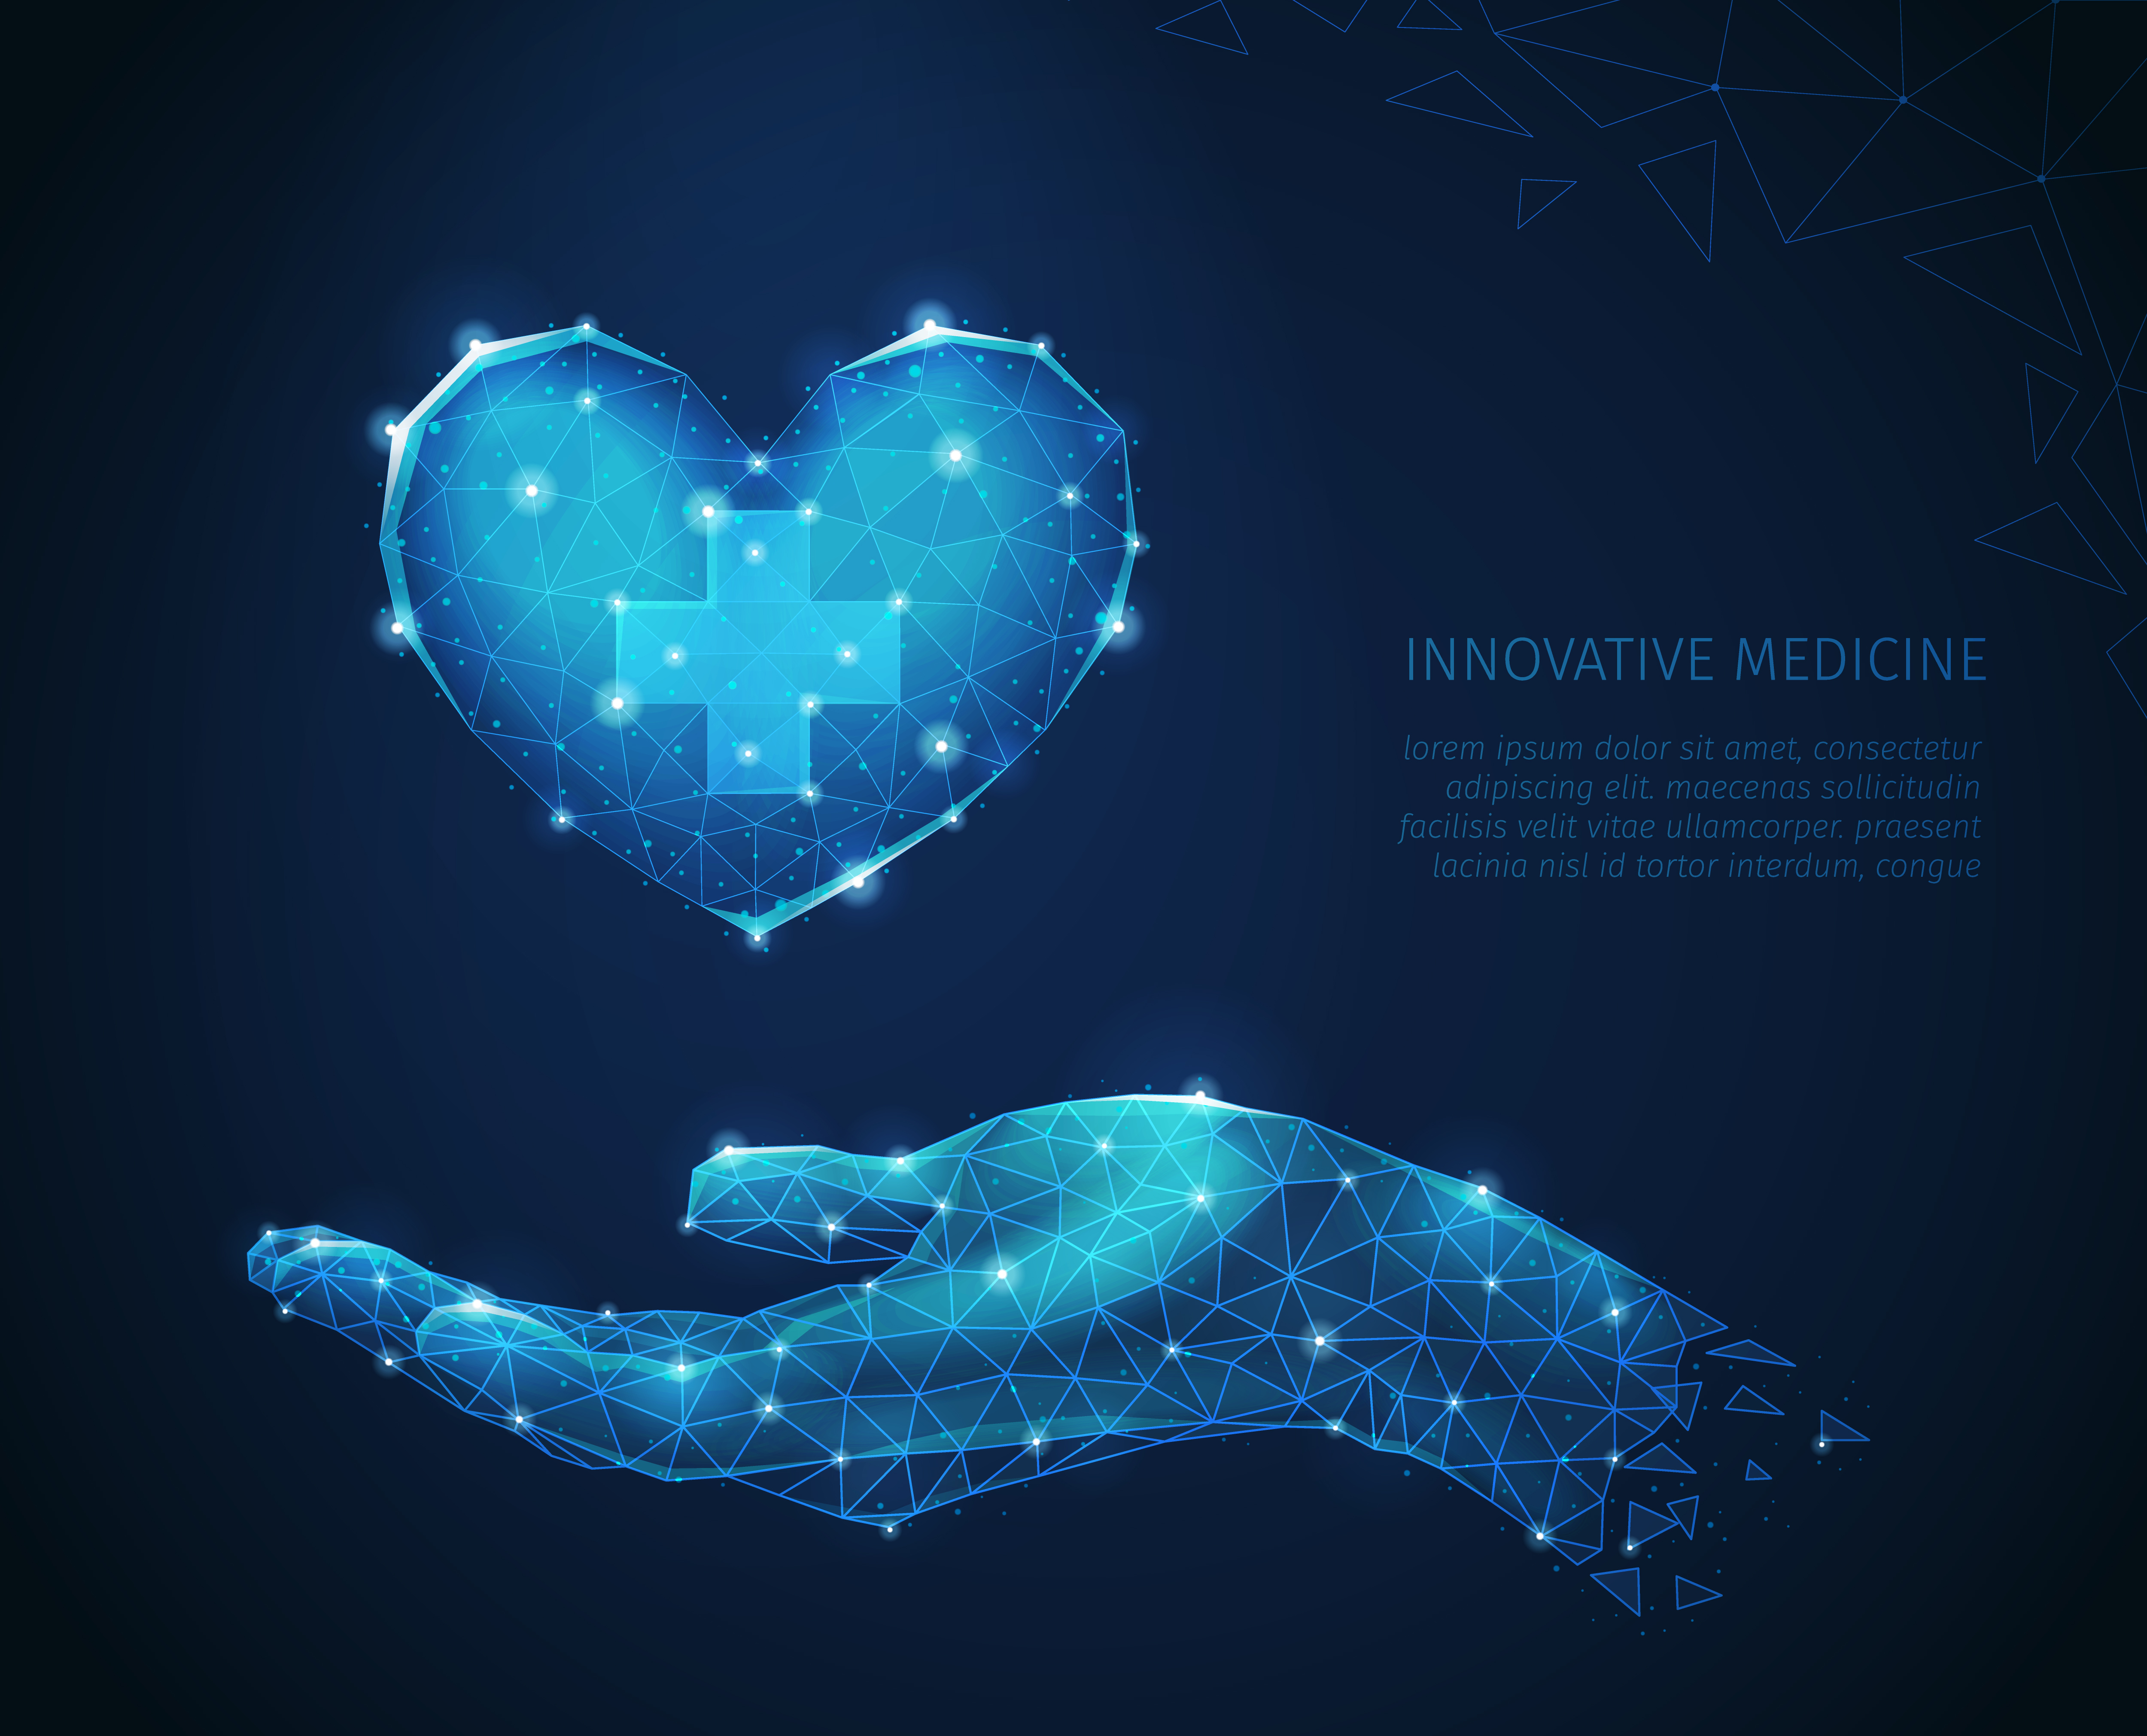 INNOVATIVE MEDICINE
lorem ipsum dolor sit amet, consectetur
adipiscing elit. maecenas sollicitudin
facilisis velit vitae ullamcorper. praesent
lacinia nisl id tortor interdum, congue